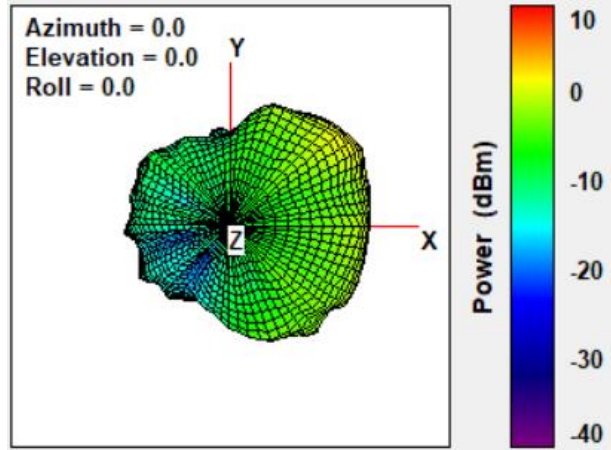 Azimuth = 0.0
Elevation = 0.0
Roll = 0.0
Y
X
Z
Power (dBm)
10
0
-10
-20
-30
-40